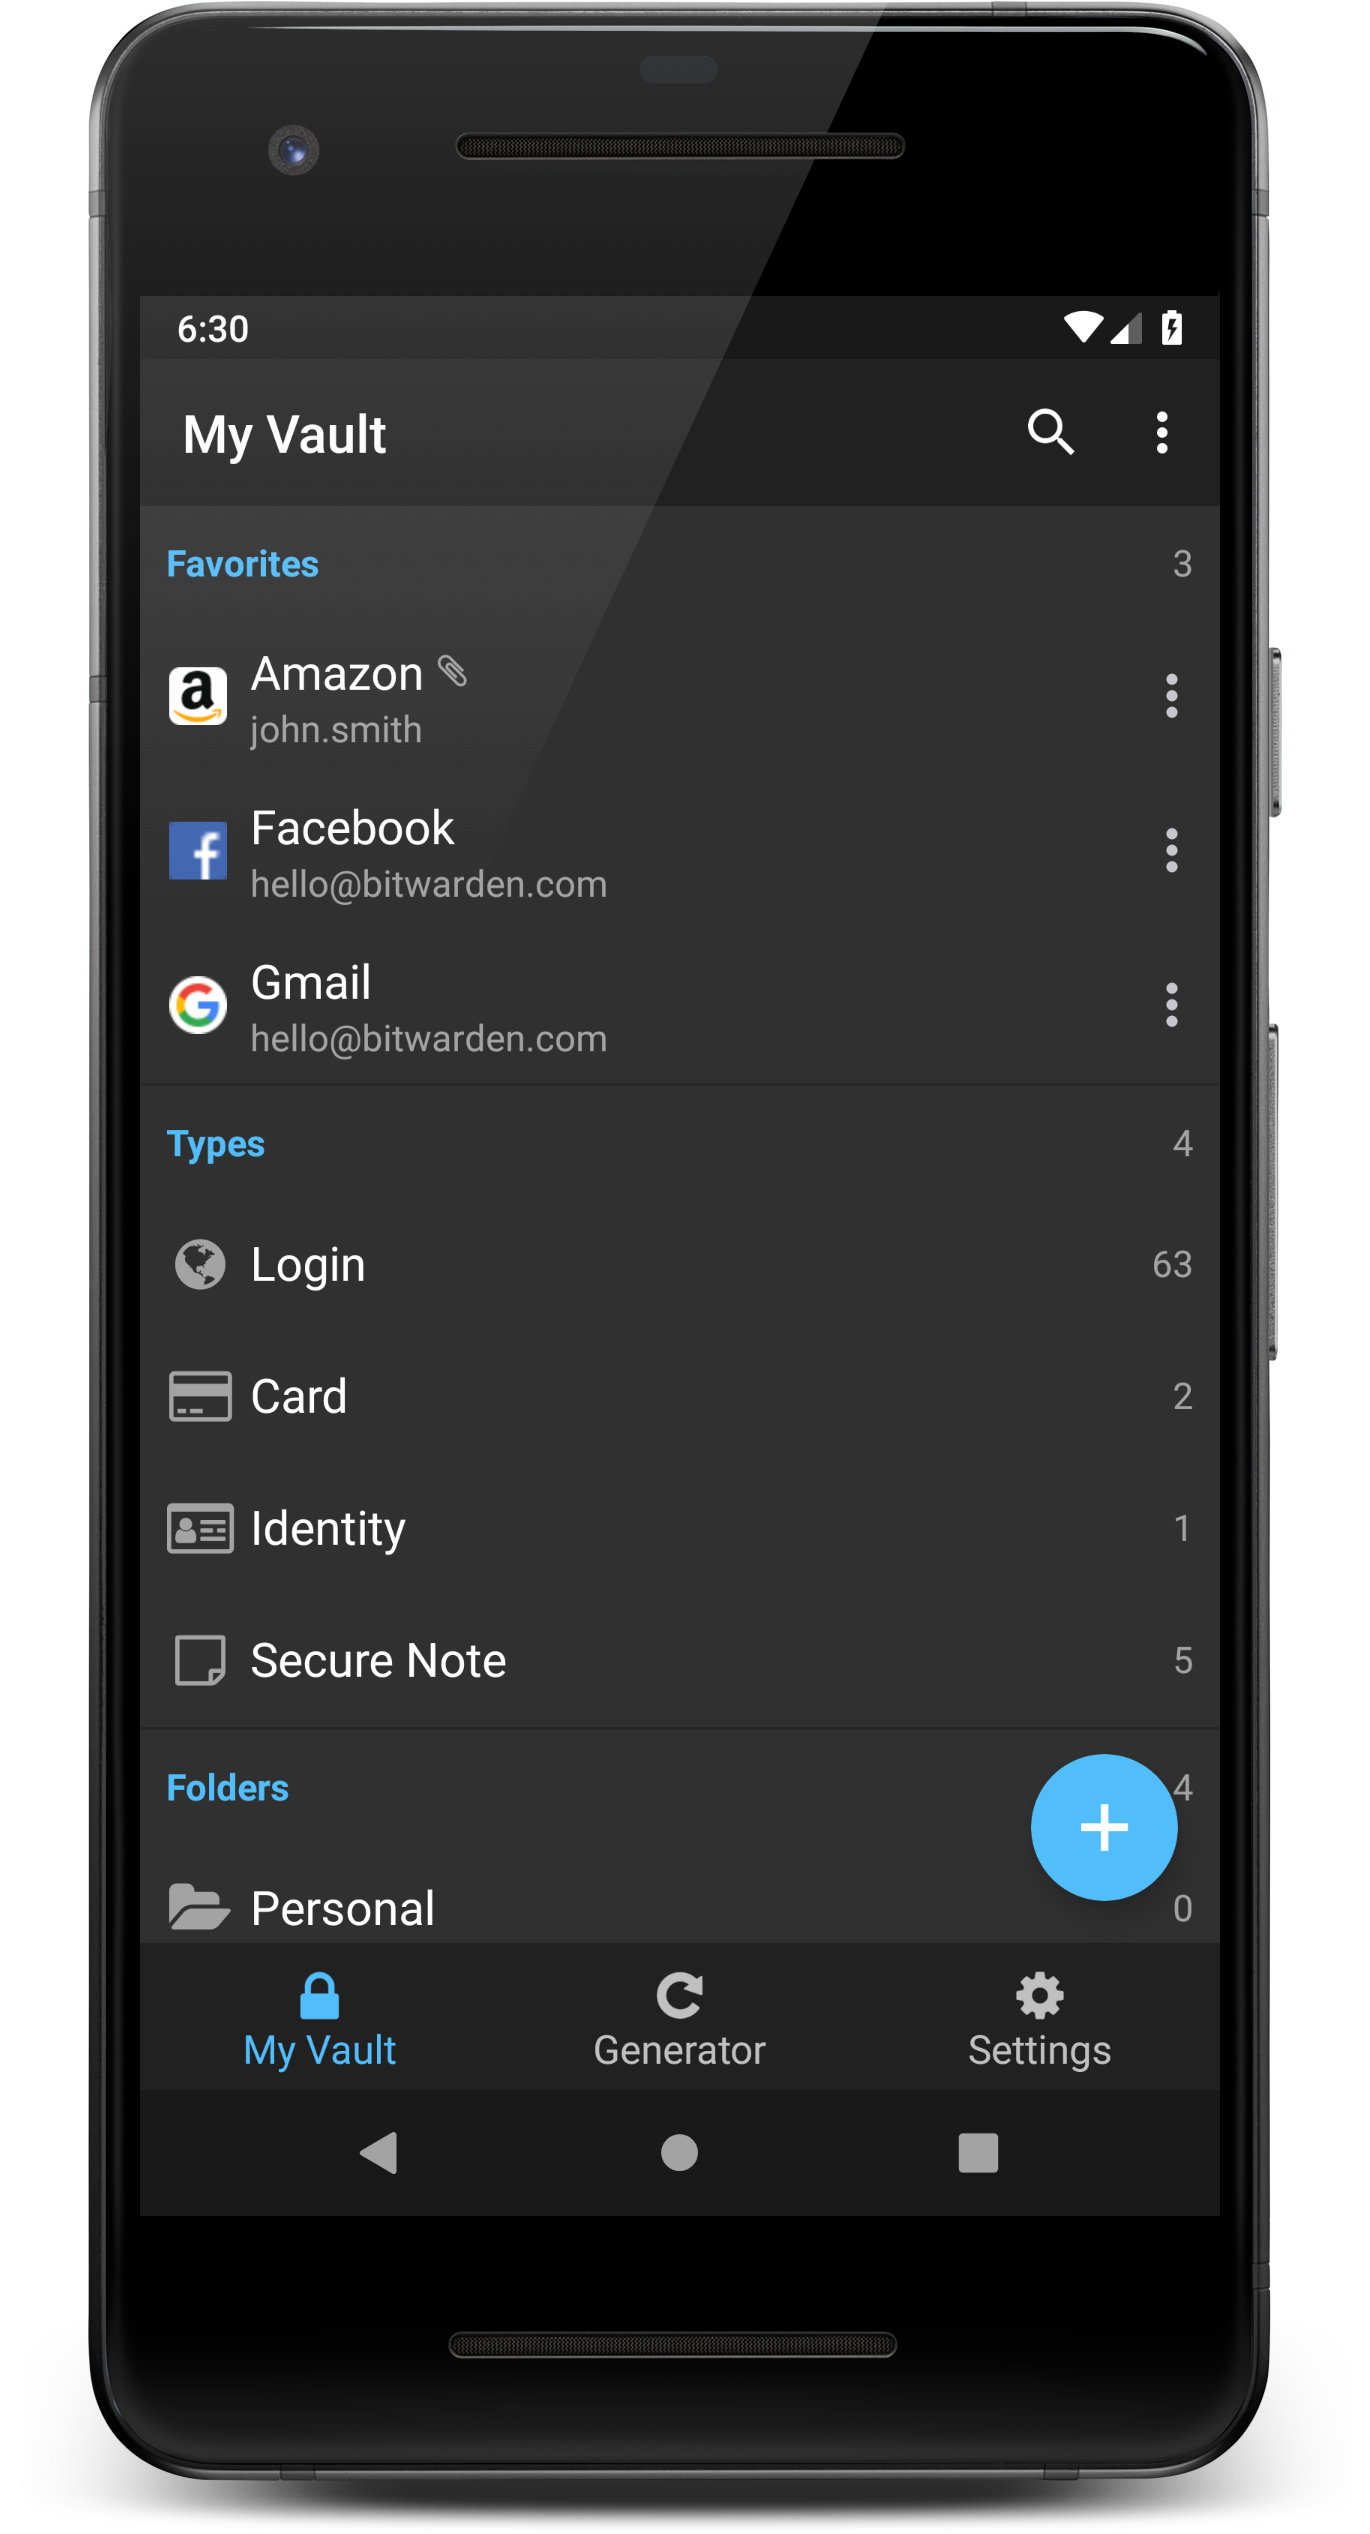 6:30
My Vault
Favorites 3
Amazon
john.smith
Facebook
hello@bitwarden.com
Gmail
hello@bitwarden.com
Types 4
Login 63
Card 2
Identity 1
Secure Note 5
Folders 4
Personal 0
My Vault Generator Settings